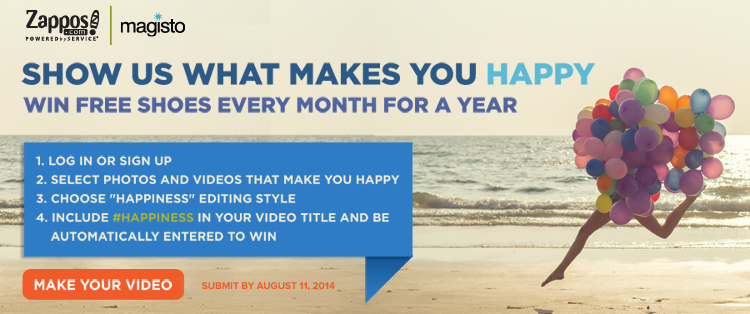 Zappos!
.com
POWERED by SERVICE®
magisto
SHOW US WHAT MAKES YOU HAPPY
WIN FREE SHOES EVERY MONTH FOR A YEAR
1. LOG IN OR SIGN UP
2. SELECT PHOTOS AND VIDEOS THAT MAKE YOU HAPPY
3. CHOOSE "HAPPINESS" EDITING STYLE
4. INCLUDE #HAPPINESS IN YOUR VIDEO TITLE AND BE
AUTOMATICALLY ENTERED TO WIN
MAKE YOUR VIDEO
SUBMIT BY AUGUST 11, 2014